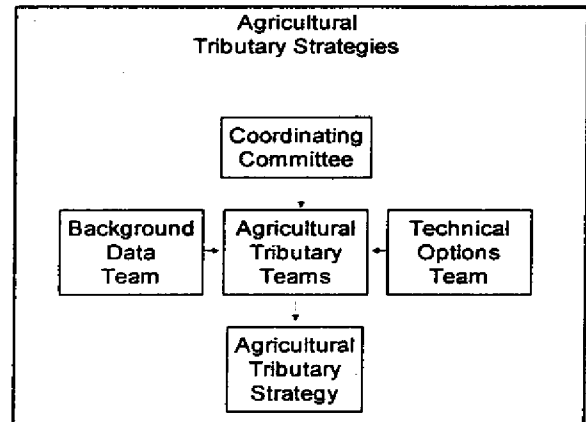 Agricultural
Tributary Strategies
Coordinating
Committee
Background
Data
Team
Agricultural
Tributary
Teams
Technical
Options
Team
Agricultural
Tributary
Strategy